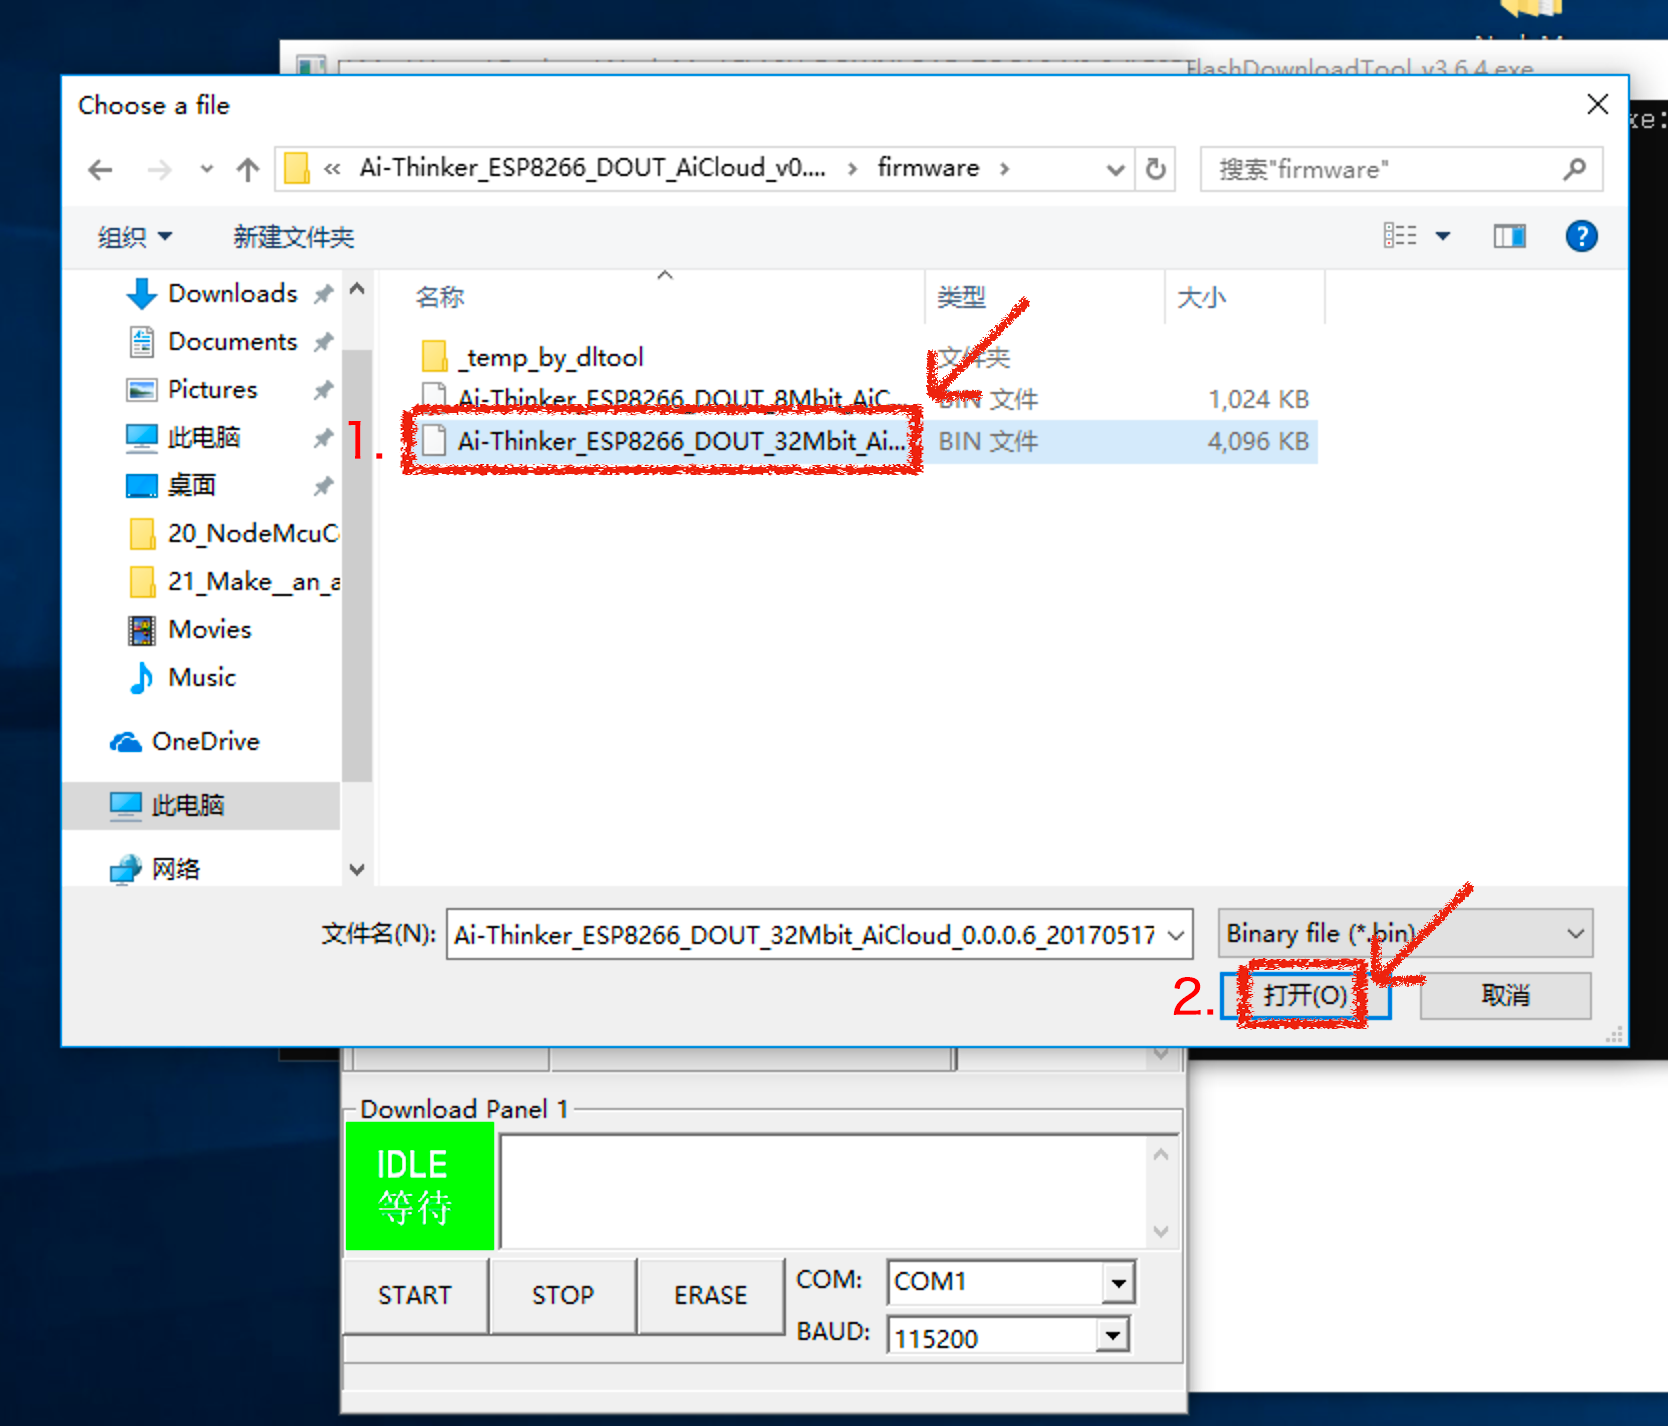 FlashDownloadTool_v3.6.4.exe
Choose a file
xe:
« Ai-Thinker_ESP8266_DOUT_AiCloud_v0.... › firmware ›
搜索"firmware"
组织 新建文件夹
?
名称 类型 大小
Downloads
Documents
Pictures
此电脑
桌面
20_NodeMcuC
21_Make__an_a
Movies
Music
OneDrive
此电脑
网络
_temp_by_dltool 文件夹
Ai-Thinker_ESP8266_DOUT_8Mbit_AiC... BIN 文件 1,024 KB
1.
Ai-Thinker_ESP8266_DOUT_32Mbit_Ai... BIN 文件 4,096 KB
文件名(N): Ai-Thinker_ESP8266_DOUT_32Mbit_AiCloud_0.0.0.6_20170517
Binary file (*.bin)
2.
打开(O) 取消
Download Panel 1
IDLE
等待
START STOP ERASE
COM: COM1
BAUD: 115200